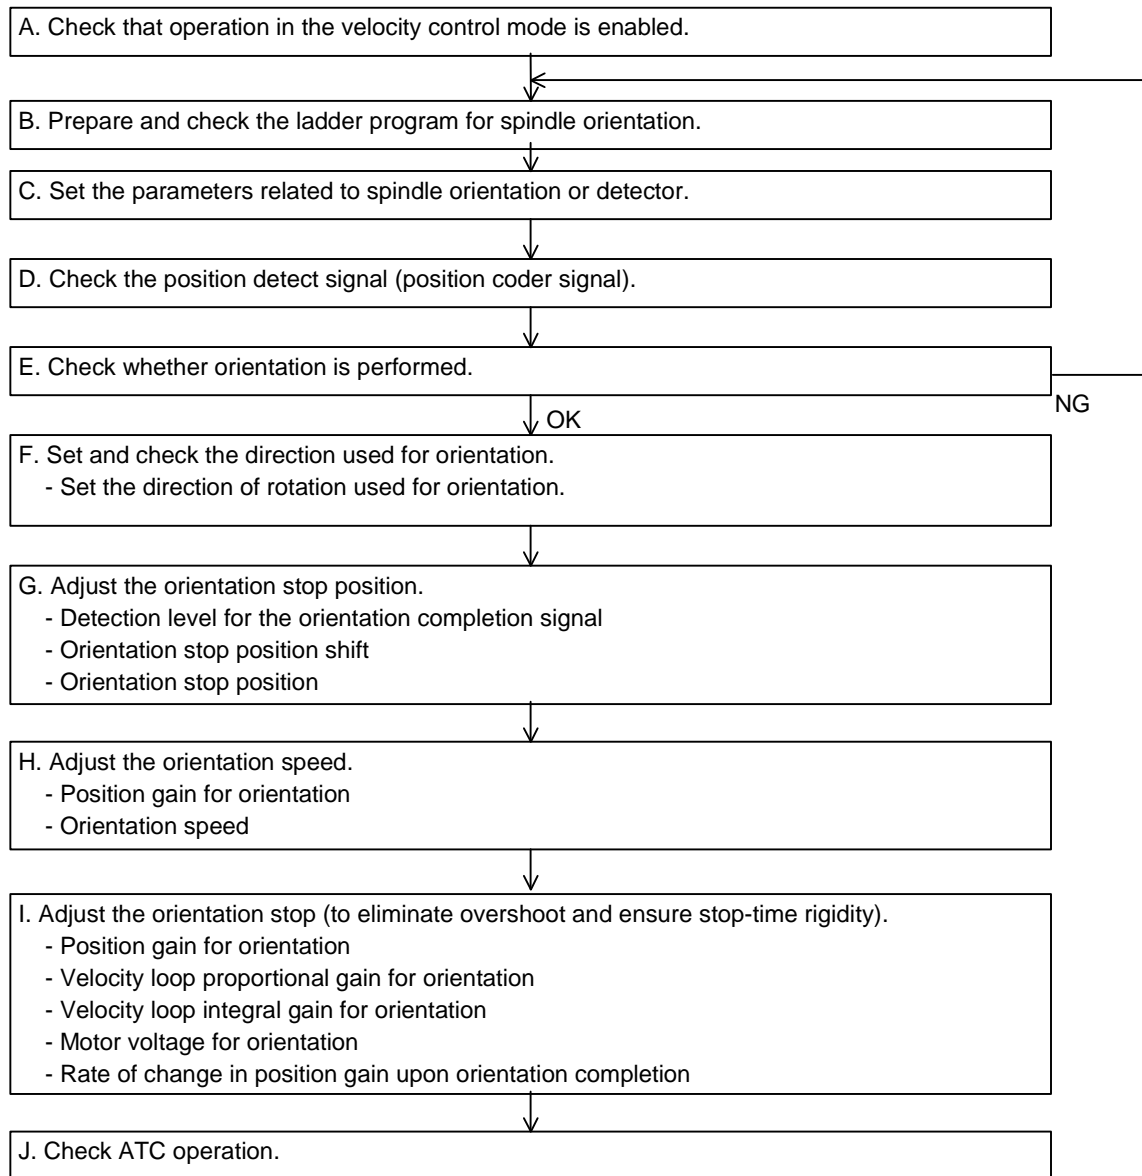 A. Check that operation in the velocity control mode is enabled.
B. Prepare and check the ladder program for spindle orientation.
C. Set the parameters related to spindle orientation or detector.
D. Check the position detect signal (position coder signal).
E. Check whether orientation is performed.
NG
OK
F. Set and check the direction used for orientation.
- Set the direction of rotation used for orientation.
G. Adjust the orientation stop position.
- Detection level for the orientation completion signal
- Orientation stop position shift
- Orientation stop position
H. Adjust the orientation speed.
- Position gain for orientation
- Orientation speed
I. Adjust the orientation stop (to eliminate overshoot and ensure stop-time rigidity).
- Position gain for orientation
- Velocity loop proportional gain for orientation
- Velocity loop integral gain for orientation
- Motor voltage for orientation
- Rate of change in position gain upon orientation completion
J. Check ATC operation.